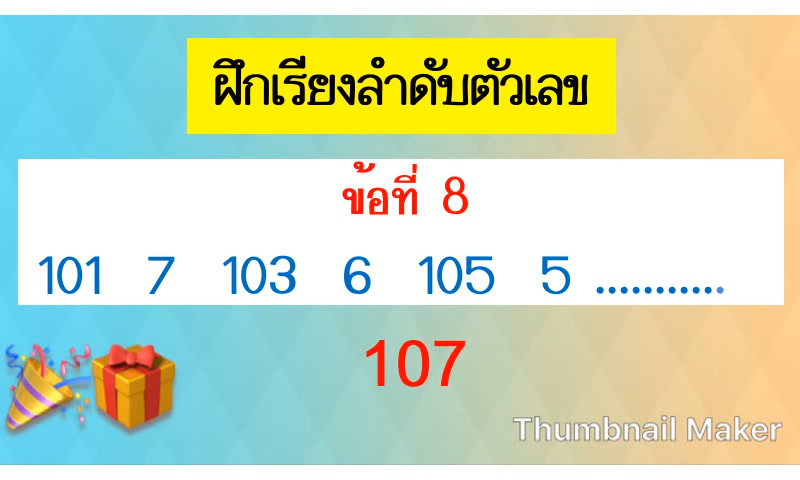 ฝึกเรียงลำดับตัวเลข
ข้อที่ 8
101 7 103 6 105 5 ...........
107
Thumbnail Maker